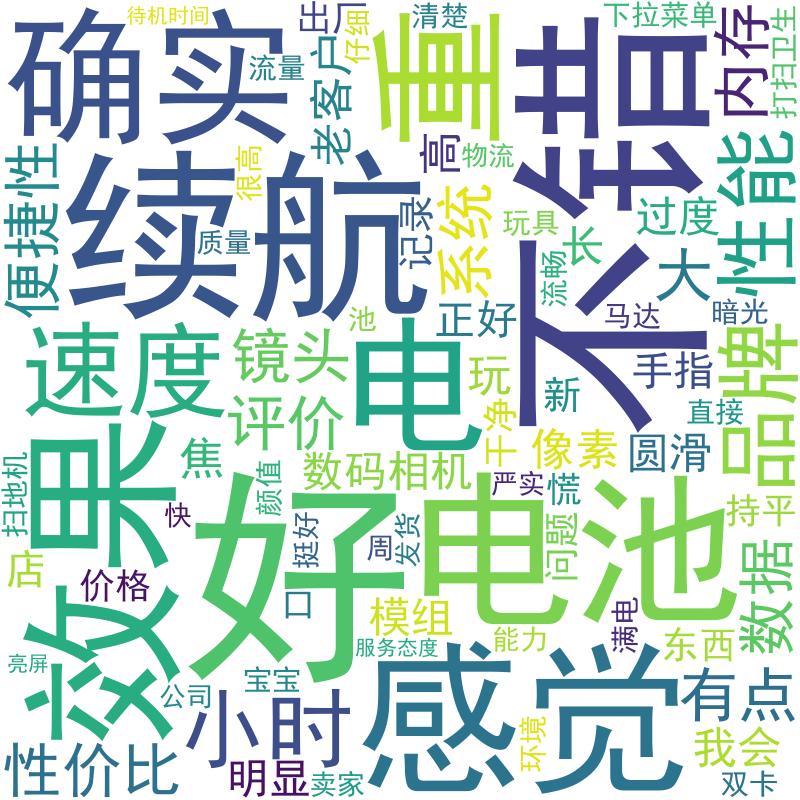 待机时间
出厂
仔细
清楚
下拉菜单
确实
流量
老客户
重
不错
内存
打扫卫生
高
物流
很高
便捷性
续航
质量
记录
系统
玩具
长
流畅
过度
大
性能
池
正好
马达
暗光
速度
镜头
电
玩
新
手指
品牌
评价
干净
直接
效果
焦
数码相机
像素
圆滑
扫地机
颜值
严实
慌
快
好
电池
持平
挺好
发货
问题
数据
店
价格
口
模组
能力
满电
东西
亮屏
服务态度
感觉
宝宝
公司
有点
小时
环境
我会
性价比
明显
卖家
双卡